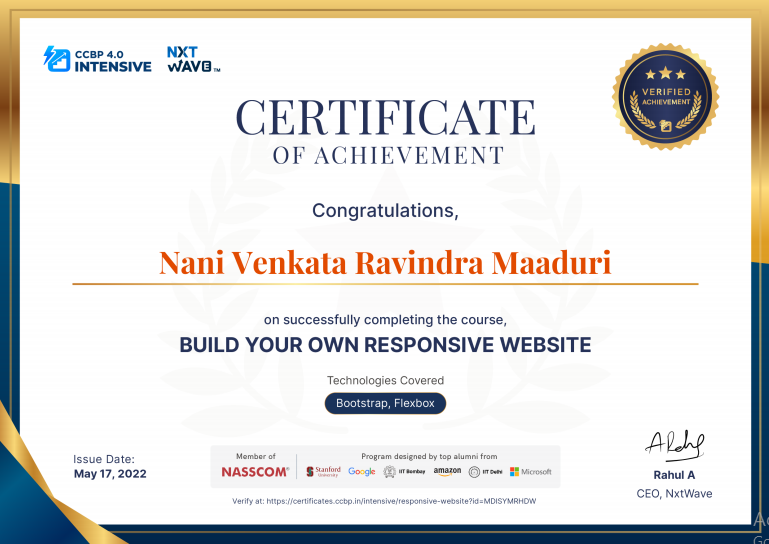 CCBP 4.0
INTENSIVE
NXT
WAVE™
VERIFIED
ACHIEVEMENT
CERTIFICATE
OF ACHIEVEMENT
Congratulations,
Nani Venkata Ravindra Maaduri
on successfully completing the course,
BUILD YOUR OWN RESPONSIVE WEBSITE
Technologies Covered
Bootstrap, Flexbox
Issue Date:
May 17, 2022
Member of
NASSCOM®
Program designed by top alumni from
Stanford
University
Google
IIT Bombay
amazon
IIT Delhi
Microsoft
Verify at: https://certificates.ccbp.in/intensive/responsive-website?id=MDISYMRHDW
Rahul A
CEO, NxtWave